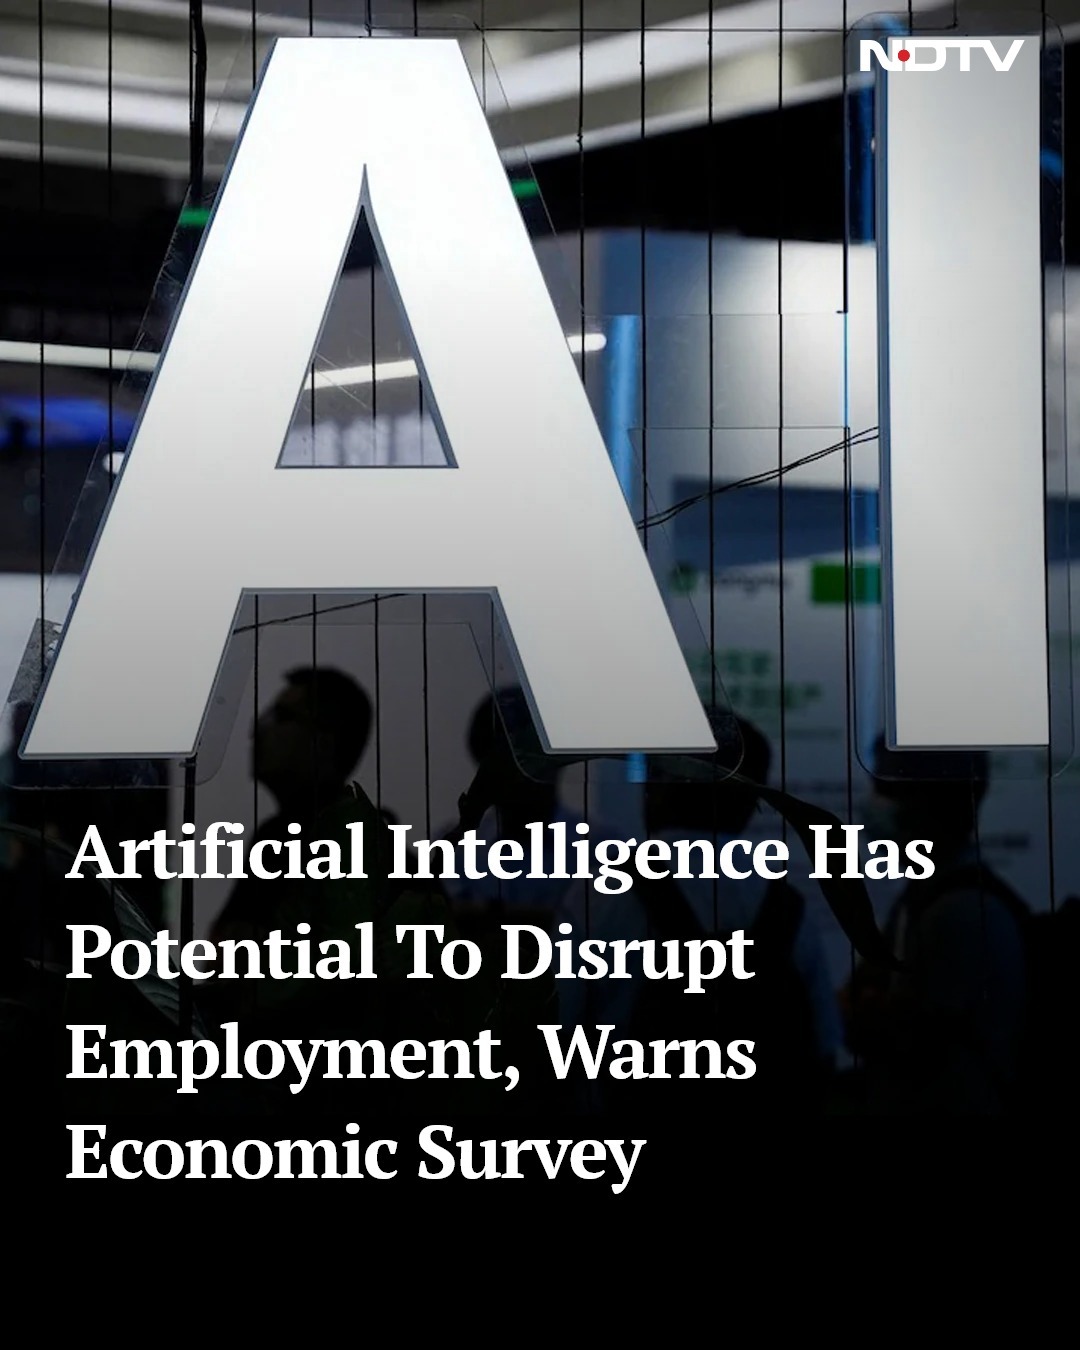 NDTV
AI
Artificial Intelligence Has
Potential To Disrupt
Employment, Warns
Economic Survey